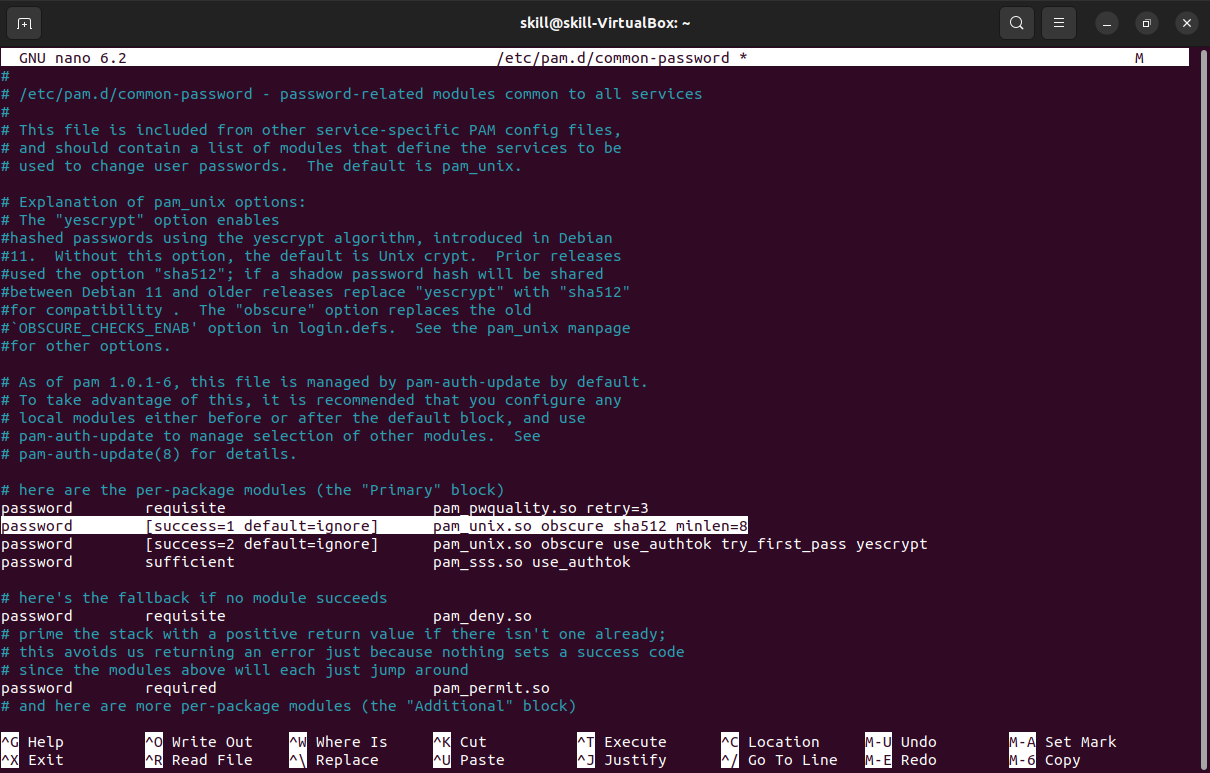 skill@skill-VirtualBox: ~
GNU nano 6.2 /etc/pam.d/common-password * M
#
# /etc/pam.d/common-password - password-related modules common to all services
#
# This file is included from other service-specific PAM config files,
# and should contain a list of modules that define the services to be
# used to change user passwords.  The default is pam_unix.

# Explanation of pam_unix options:
# The "yescrypt" option enables
#hashed passwords using the yescrypt algorithm, introduced in Debian
#11.  Without this option, the default is Unix crypt.  Prior releases
#used the option "sha512"; if a shadow password hash will be shared
#between Debian 11 and older releases replace "yescrypt" with "sha512"
#for compatibility .  The "obscure" option replaces the old
#`OBSCURE_CHECKS_ENAB' option in login.defs.  See the pam_unix manpage
#for other options.

# As of pam 1.0.1-6, this file is managed by pam-auth-update by default.
# To take advantage of this, it is recommended that you configure any
# local modules either before or after the default block, and use
# pam-auth-update to manage selection of other modules.  See
# pam-auth-update(8) for details.

# here are the per-package modules (the "Primary" block)
password        requisite                       pam_pwquality.so retry=3
password        [success=1 default=ignore]      pam_unix.so obscure sha512 minlen=8
password        [success=2 default=ignore]      pam_unix.so obscure use_authtok try_first_pass yescrypt
password        sufficient                      pam_sss.so use_authtok

# here's the fallback if no module succeeds
password        requisite                       pam_deny.so
# prime the stack with a positive return value if there isn't one already;
# this avoids us returning an error just because nothing sets a success code
# since the modules above will each just jump around
password        required                        pam_permit.so
# and here are more per-package modules (the "Additional" block)

^G Help ^O Write Out ^W Where Is ^K Cut ^T Execute ^C Location M-U Undo M-A Set Mark
^X Exit ^R Read File ^\ Replace ^U Paste ^J Justify ^/ Go To Line M-E Redo M-6 Copy